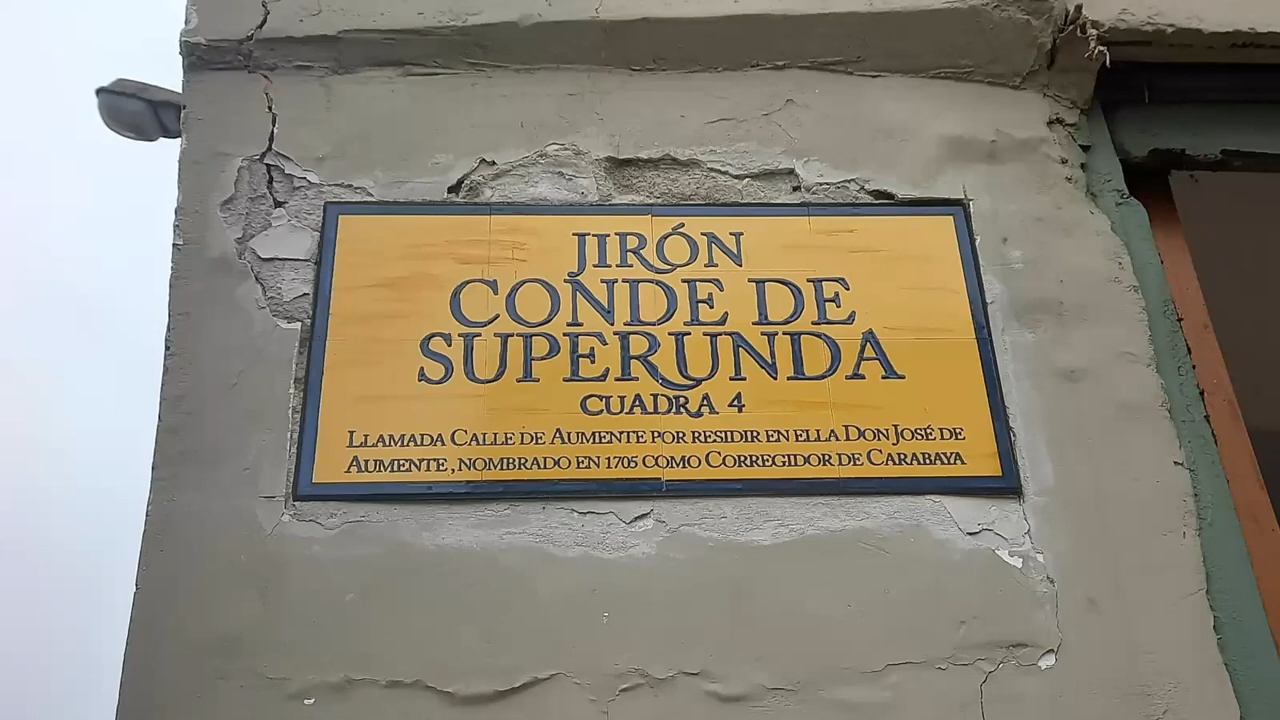 JIRÓN
CONDE DE
SUPERUNDA
CUADRA 4
LLAMADA CALLE DE AUMENTE POR RESIDIR EN ELLA DON JOSÉ DE
AUMENTE, NOMBRADO EN 1705 COMO CORREGIDOR DE CARABAYA